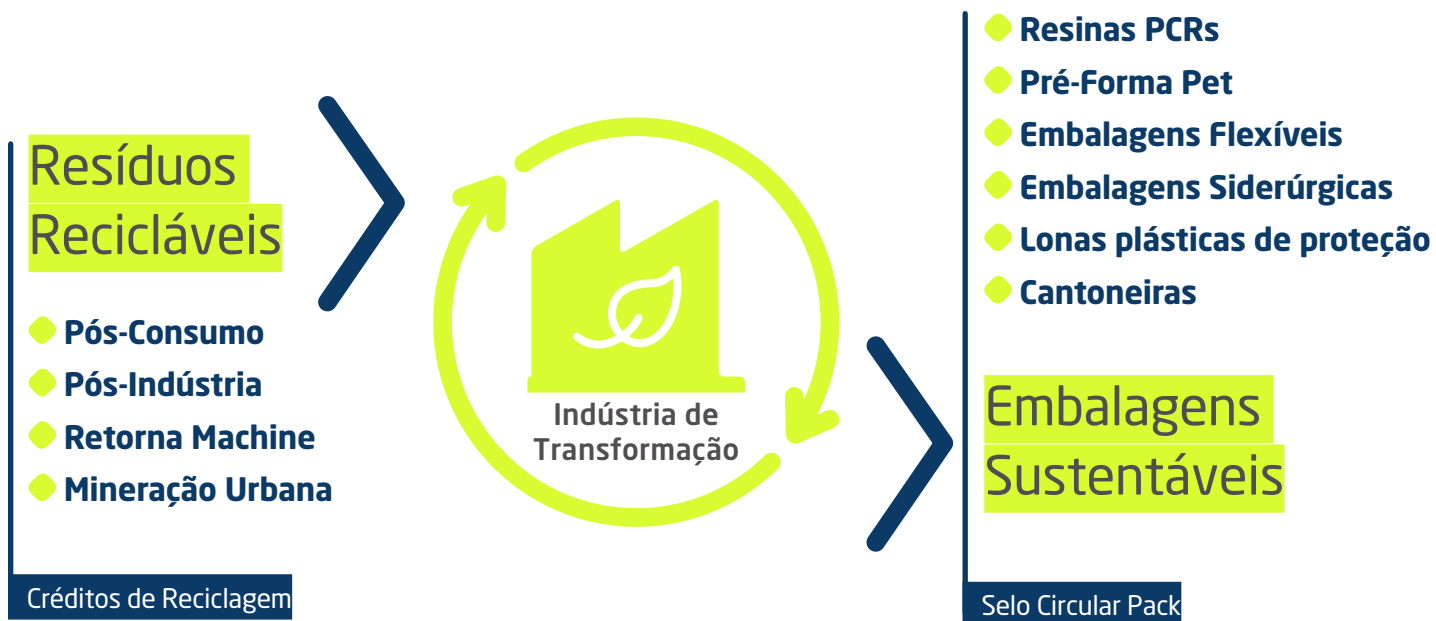 Resíduos
Recicláveis
Pós-Consumo
Pós-Indústria
Retorna Machine
Mineração Urbana
Créditos de Reciclagem
Indústria de
Transformação
Resinas PCRs
Pré-Forma Pet
Embalagens Flexíveis
Embalagens Siderúrgicas
Lonas plásticas de proteção
Cantoneiras
Embalagens
Sustentáveis
Selo Circular Pack